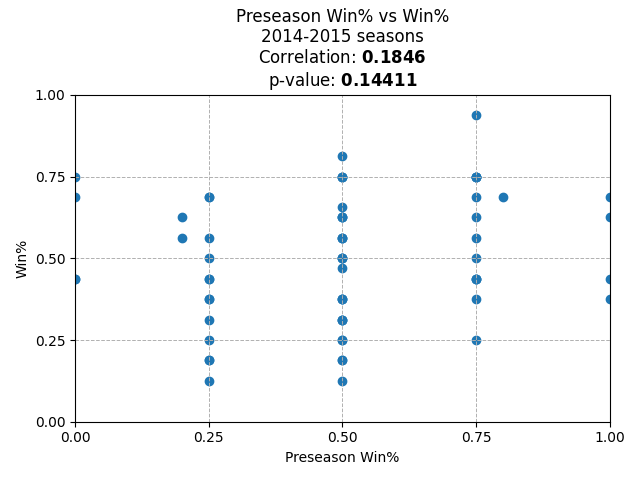 Preseason Win% vs Win%
2014-2015 seasons
Correlation: 0.1846
p-value: 0.14411
1.00
0.75
0.50
0.25
0.00
Win%
0.00 0.25 0.50 0.75 1.00
Preseason Win%